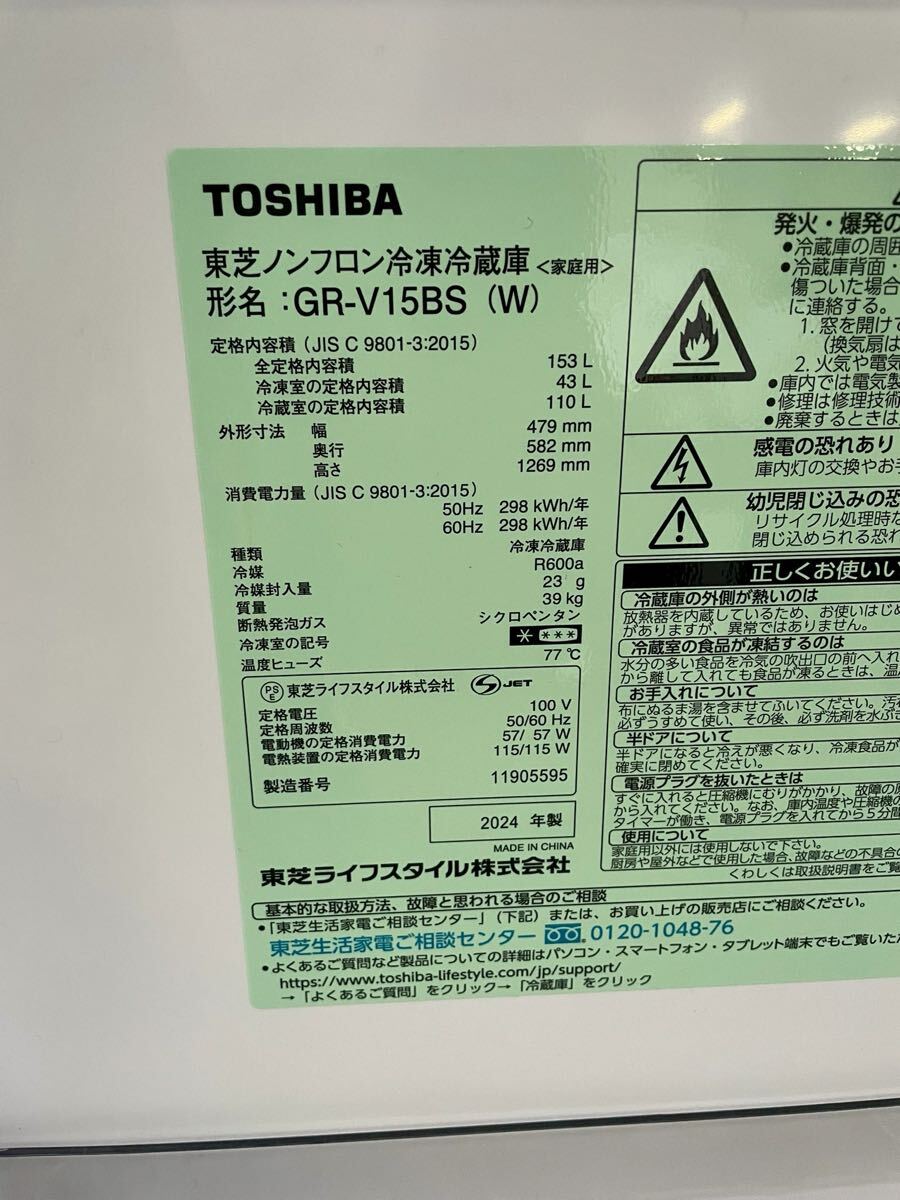 TOSHIBA
東芝ノンフロン冷凍冷蔵庫 <家庭用>
形名:GR-V15BS (W)
定格内容積 (JIS C 9801-3:2015)
全定格内容積 153 L
冷凍室の定格内容積 43 L
冷蔵室の定格内容積 110 L
外形寸法 幅 479 mm
奥行 582 mm
高さ 1269 mm
消費電力量 (JIS C 9801-3:2015)
50Hz 298 kWh/年
60Hz 298 kWh/年
種類 冷凍冷蔵庫
冷媒 R600a
冷媒封入量 23 g
質量 39 kg
断熱発泡ガス シクロペンタン
冷凍室の記号 * ***
温度ヒューズ 77 ℃
PS E 東芝ライフスタイル株式会社 S JET
定格電圧 100 V
定格周波数 50/60 Hz
電動機の定格消費電力 57/ 57 W
電熱装置の定格消費電力 115/115 W
製造番号 11905595
2024 年製
MADE IN CHINA
東芝ライフスタイル株式会社
発火・爆発の
●冷蔵庫の周囲
●冷蔵庫背面・
傷ついた場合
に連絡する。
1. 窓を開けて
(換気扇は
2. 火気や電気
●庫内では電気製
●修理は修理技術
●廃棄するときは
感電の恐れあり
庫内灯の交換やお手
幼児閉じ込みの恐
リサイクル処理時な
閉じ込められる恐れ
正しくお使いい
冷蔵庫の外側が熱いのは
放熱器を内蔵しているため、お使いはじめ
がありますが、異常ではありません。
冷蔵室の食品が凍結するのは
水分の多い食品を冷気の吹出口の前へ入れ
から離して入れても食品が凍るときは、温
お手入れについて
布にぬるま湯を含ませてふいてください。汚
必ずうすめて使い、その後、必ず洗剤を水ぶき
半ドアについて
半ドアになると冷えが悪くなり、冷凍食品が
確実に閉めてください。
電源プラグを抜いたときは
すぐに入れると圧縮機にむりがかかり、故障の原
から入れてください。なお、庫内温度や圧縮機の
タイマーが働き、電源プラグを入れてから5分間
使用について
家庭用以外には使用しないで下さい。
厨房や屋外などで使用した場合、故障などの不具合の
くわしくは取扱説明書をご覧
基本的な取扱方法、故障と思われる場合のご相談
●「東芝生活家電ご相談センター」(下記)または、お買い上げの販売店にご相談ください。
東芝生活家電ご相談センター 0120-1048-76
●よくあるご質問など製品についての詳細はパソコン・スマートフォン・タブレット端末でもご覧いただ
https://www.toshiba-lifestyle.com/jp/support/
→「よくあるご質問」をクリック→「冷蔵庫」をクリック